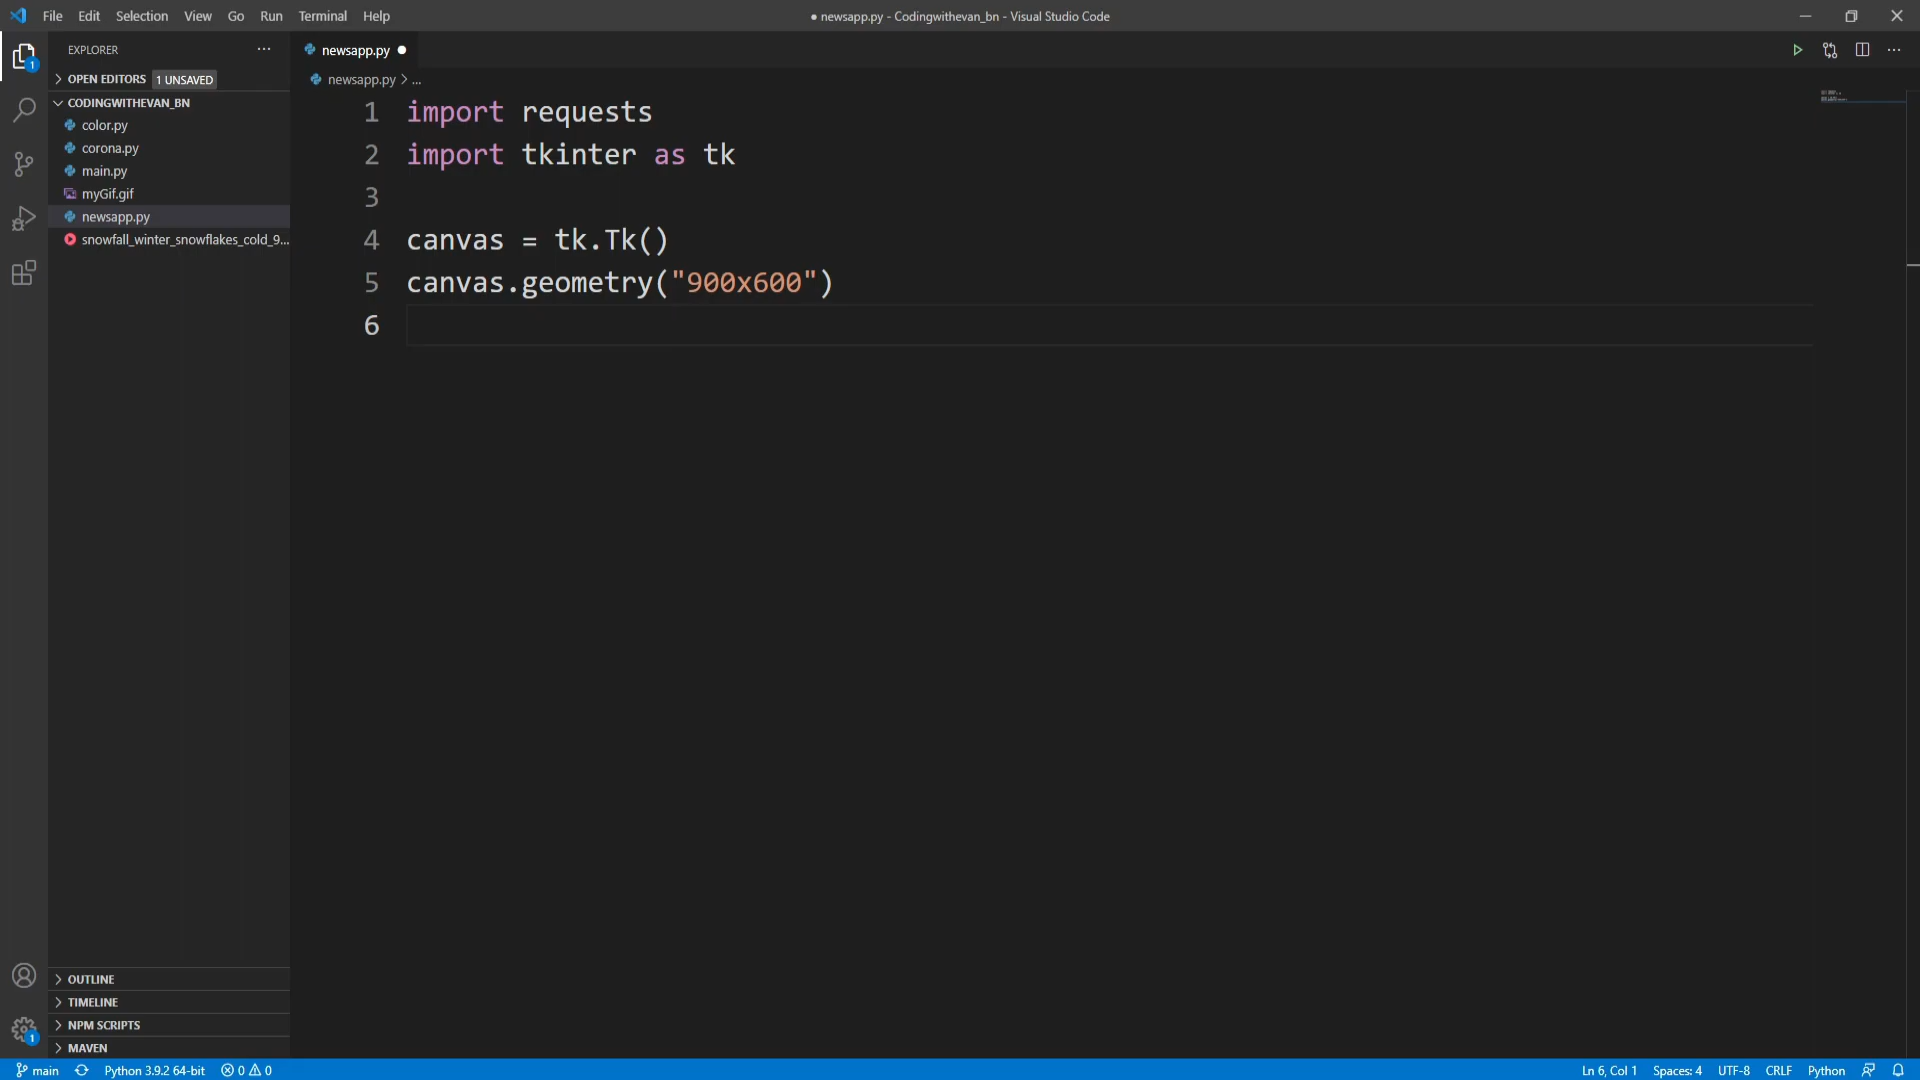 File Edit Selection View Go Run Terminal Help
● newsapp.py - Codingwithevan_bn - Visual Studio Code
EXPLORER
OPEN EDITORS 1 UNSAVED
CODINGWITHEVAN_BN
color.py
corona.py
main.py
myGif.gif
newsapp.py
snowfall_winter_snowflakes_cold_9...
OUTLINE
TIMELINE
NPM SCRIPTS
MAVEN
newsapp.py
newsapp.py > ...
1 import requests
2 import tkinter as tk
3
4 canvas = tk.Tk()
5 canvas.geometry("900x600")
6
1
1
main Python 3.9.2 64-bit 0 0 Ln 6, Col 1 Spaces: 4 UTF-8 CRLF Python